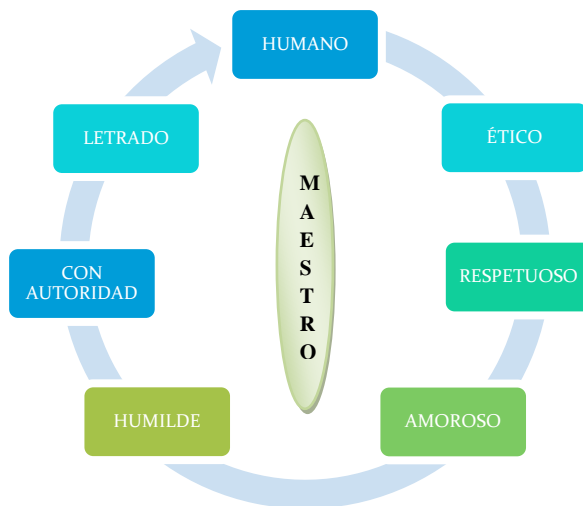 HUMANO
ÉTICO
RESPETUOSO
AMOROSO
HUMILDE
CON
AUTORIDAD
LETRADO
M
A
E
S
T
R
O